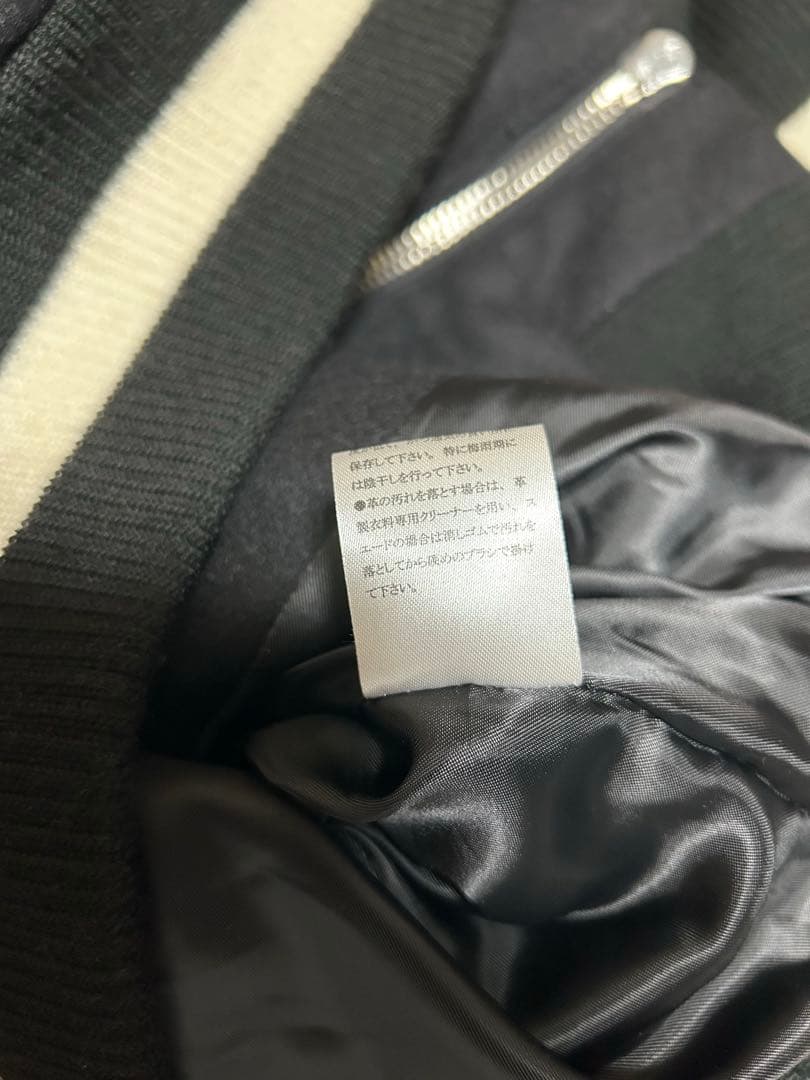 保存して下さい。特に梅雨期に
は陰干しを行って下さい。
●革の汚れを落とす場合は、革
製衣料専用クリーナーを用い、ス
エードの場合は消しゴムで汚れを
落としてから硬めのブラシで掛け
て下さい。